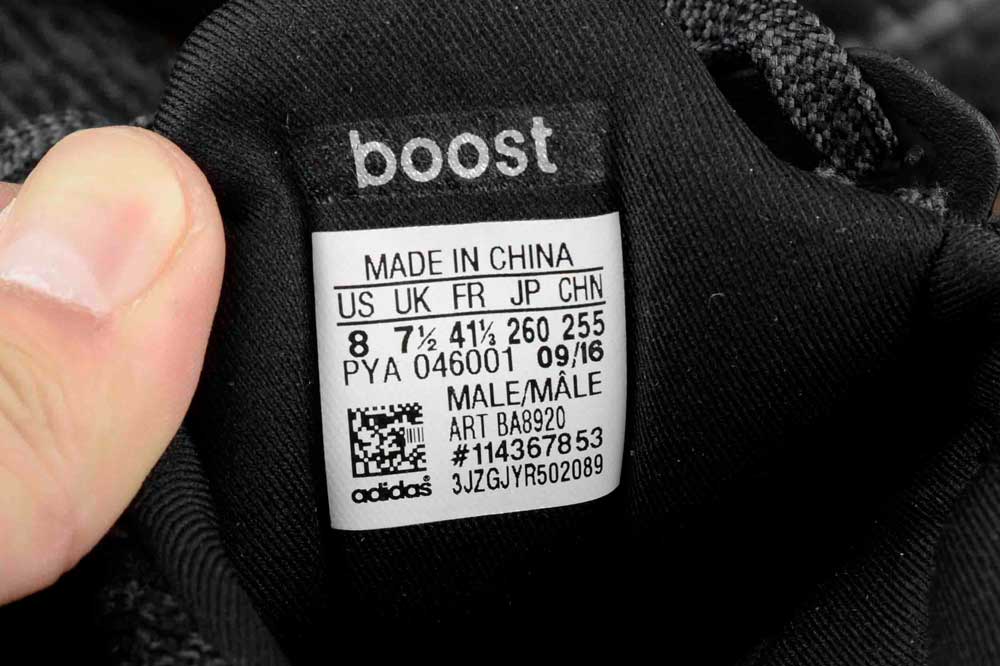 boost
MADE IN CHINA
US UK FR JP CHN
8 7½ 41⅓ 260 255
PYA 046001 09/16
MALE/MÂLE
ART BA8920
#114367853
3JZGJYR502089
adidas